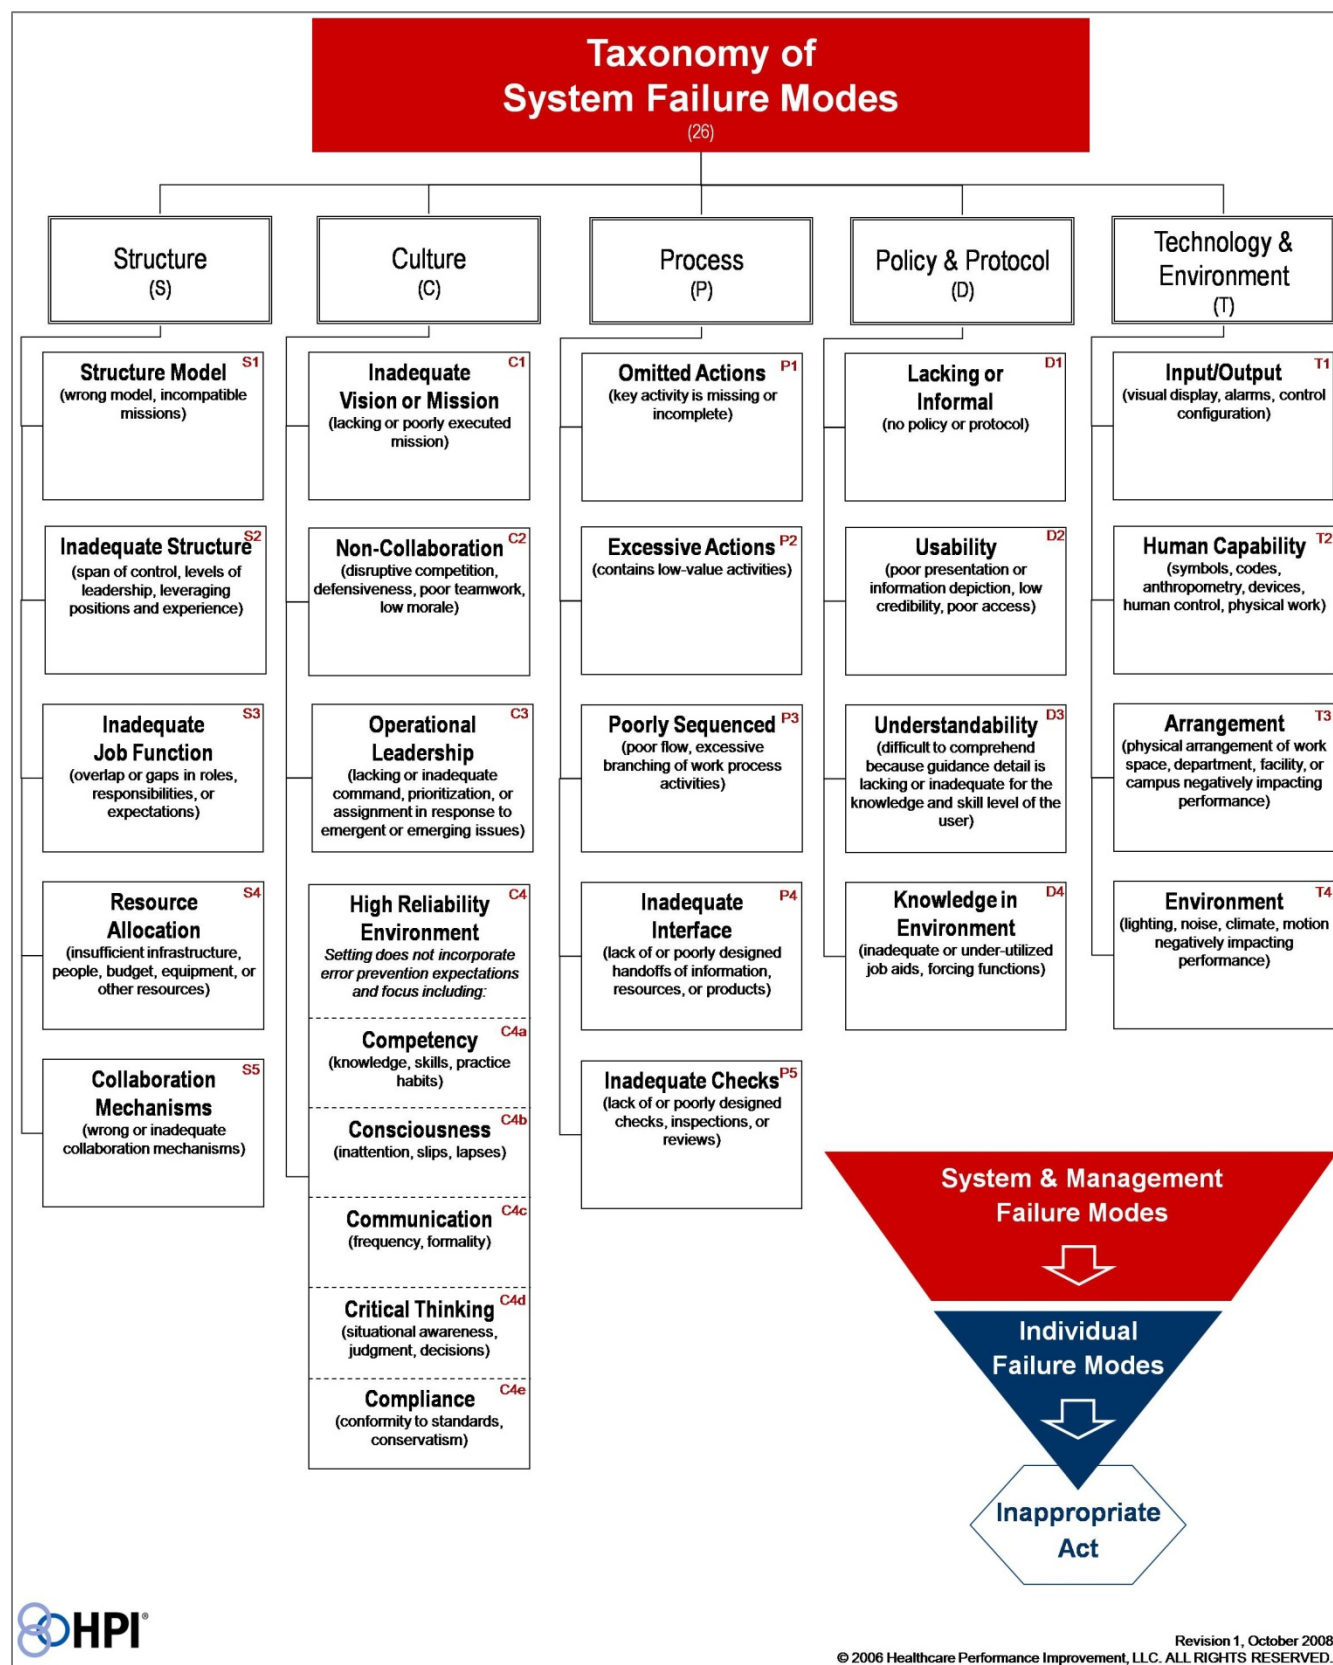 Taxonomy of
System Failure Modes
(26)
Structure
(S)
S1
Structure Model
(wrong model, incompatible
missions)
S2
Inadequate Structure
(span of control, levels of
leadership, leveraging
positions and experience)
S3
Inadequate
Job Function
(overlap or gaps in roles,
responsibilities, or
expectations)
S4
Resource
Allocation
(insufficient infrastructure,
people, budget, equipment, or
other resources)
S5
Collaboration
Mechanisms
(wrong or inadequate
collaboration mechanisms)
Culture
(C)
C1
Inadequate
Vision or Mission
(lacking or poorly executed
mission)
C2
Non-Collaboration
(disruptive competition,
defensiveness, poor teamwork,
low morale)
C3
Operational
Leadership
(lacking or inadequate
command, prioritization, or
assignment in response to
emergent or emerging issues)
C4
High Reliability
Environment
Setting does not incorporate
error prevention expectations
and focus including:
C4a
Competency
(knowledge, skills, practice
habits)
C4b
Consciousness
(inattention, slips, lapses)
C4c
Communication
(frequency, formality)
C4d
Critical Thinking
(situational awareness,
judgment, decisions)
C4e
Compliance
(conformity to standards,
conservatism)
Process
(P)
P1
Omitted Actions
(key activity is missing or
incomplete)
P2
Excessive Actions
(contains low-value activities)
P3
Poorly Sequenced
(poor flow, excessive
branching of work process
activities)
P4
Inadequate
Interface
(lack of or poorly designed
handoffs of information,
resources, or products)
P5
Inadequate Checks
(lack of or poorly designed
checks, inspections, or
reviews)
Policy & Protocol
(D)
D1
Lacking or
Informal
(no policy or protocol)
D2
Usability
(poor presentation or
information depiction, low
credibility, poor access)
D3
Understandability
(difficult to comprehend
because guidance detail is
lacking or inadequate for the
knowledge and skill level of the
user)
D4
Knowledge in
Environment
(inadequate or under-utilized
job aids, forcing functions)
Technology &
Environment
(T)
T1
Input/Output
(visual display, alarms, control
configuration)
T2
Human Capability
(symbols, codes,
anthropometry, devices,
human control, physical work)
T3
Arrangement
(physical arrangement of work
space, department, facility, or
campus negatively impacting
performance)
T4
Environment
(lighting, noise, climate, motion
negatively impacting
performance)
System & Management
Failure Modes
Individual
Failure Modes
Inappropriate
Act
HPI®
Revision 1, October 2008
© 2006 Healthcare Performance Improvement, LLC. ALL RIGHTS RESERVED.